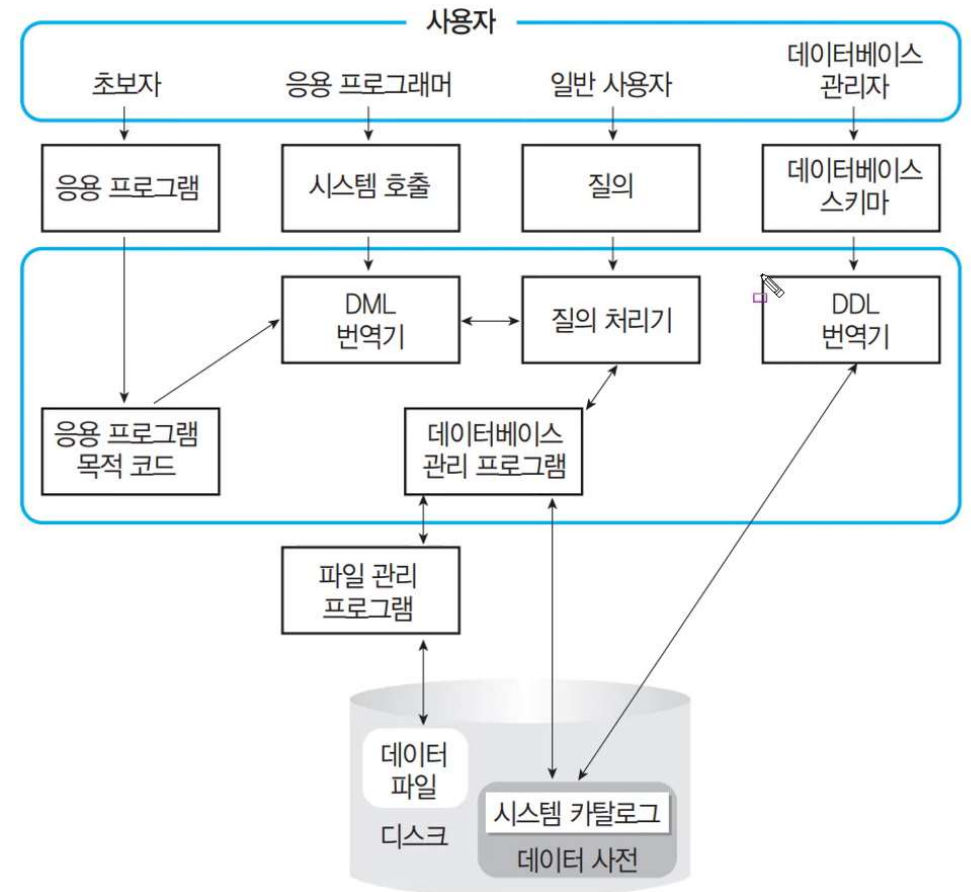 사용자
초보자
응용 프로그래머
일반 사용자
데이터베이스
관리자
응용 프로그램
시스템 호출
질의
데이터베이스
스키마
DML
번역기
질의 처리기
DDL
번역기
응용 프로그램
목적 코드
데이터베이스
관리 프로그램
파일 관리
프로그램
데이터
파일
디스크
시스템 카탈로그
데이터 사전